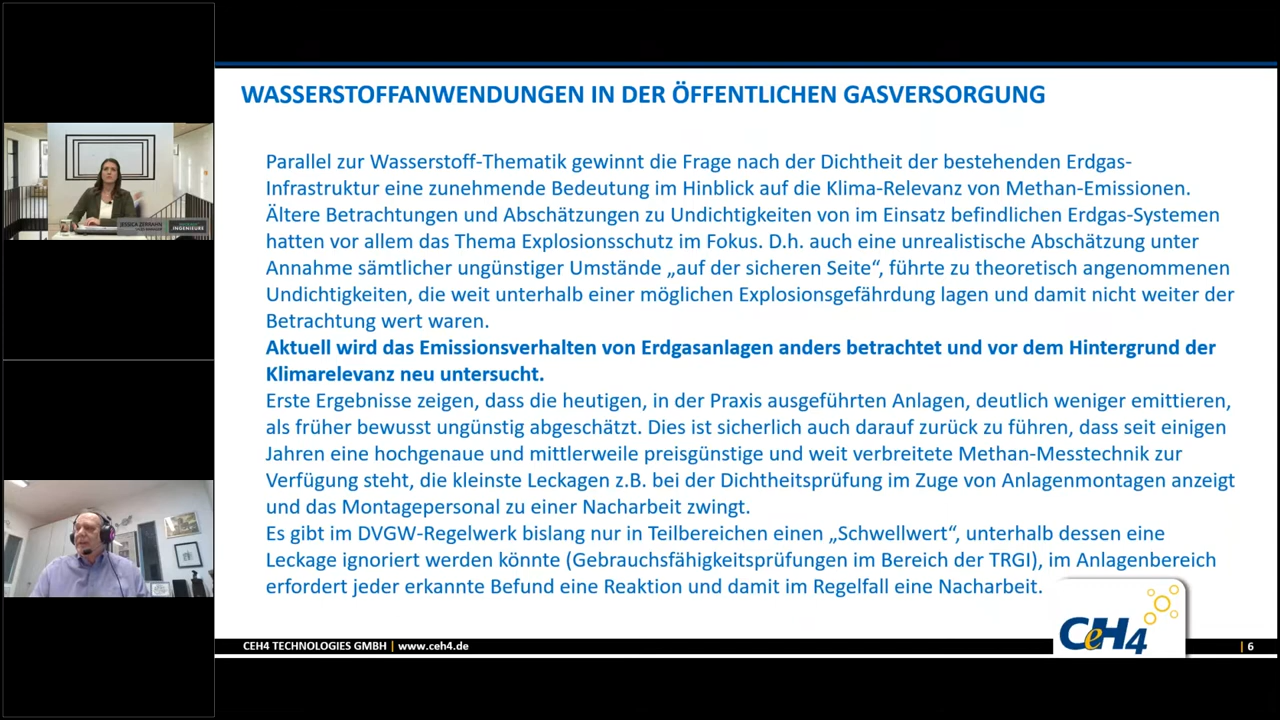 WASSERSTOFFANWENDUNGEN IN DER ÖFFENTLICHEN GASVERSORGUNG
Parallel zur Wasserstoff-Thematik gewinnt die Frage nach der Dichtheit der bestehenden Erdgas-
Infrastruktur eine zunehmende Bedeutung im Hinblick auf die Klima-Relevanz von Methan-Emissionen.
Ältere Betrachtungen und Abschätzungen zu Undichtigkeiten von im Einsatz befindlichen Erdgas-Systemen
hatten vor allem das Thema Explosionsschutz im Fokus. D.h. auch eine unrealistische Abschätzung unter
Annahme sämtlicher ungünstiger Umstände „auf der sicheren Seite“, führte zu theoretisch angenommenen
Undichtigkeiten, die weit unterhalb einer möglichen Explosionsgefährdung lagen und damit nicht weiter der
Betrachtung wert waren.
Aktuell wird das Emissionsverhalten von Erdgasanlagen anders betrachtet und vor dem Hintergrund der
Klimarelevanz neu untersucht.
Erste Ergebnisse zeigen, dass die heutigen, in der Praxis ausgeführten Anlagen, deutlich weniger emittieren,
als früher bewusst ungünstig abgeschätzt. Dies ist sicherlich auch darauf zurück zu führen, dass seit einigen
Jahren eine hochgenaue und mittlerweile preisgünstige und weit verbreitete Methan-Messtechnik zur
Verfügung steht, die kleinste Leckagen z.B. bei der Dichtheitsprüfung im Zuge von Anlagenmontagen anzeigt
und das Montagepersonal zu einer Nacharbeit zwingt.
Es gibt im DVGW-Regelwerk bislang nur in Teilbereichen einen „Schwellwert“, unterhalb dessen eine
Leckage ignoriert werden könnte (Gebrauchsfähigkeitsprüfungen im Bereich der TRGI), im Anlagenbereich
erfordert jeder erkannte Befund eine Reaktion und damit im Regelfall eine Nacharbeit.
CeH4
CEH4 TECHNOLOGIES GMBH | www.ceh4.de
| 6
JESSICA ZERRAHN
INGENIEURE